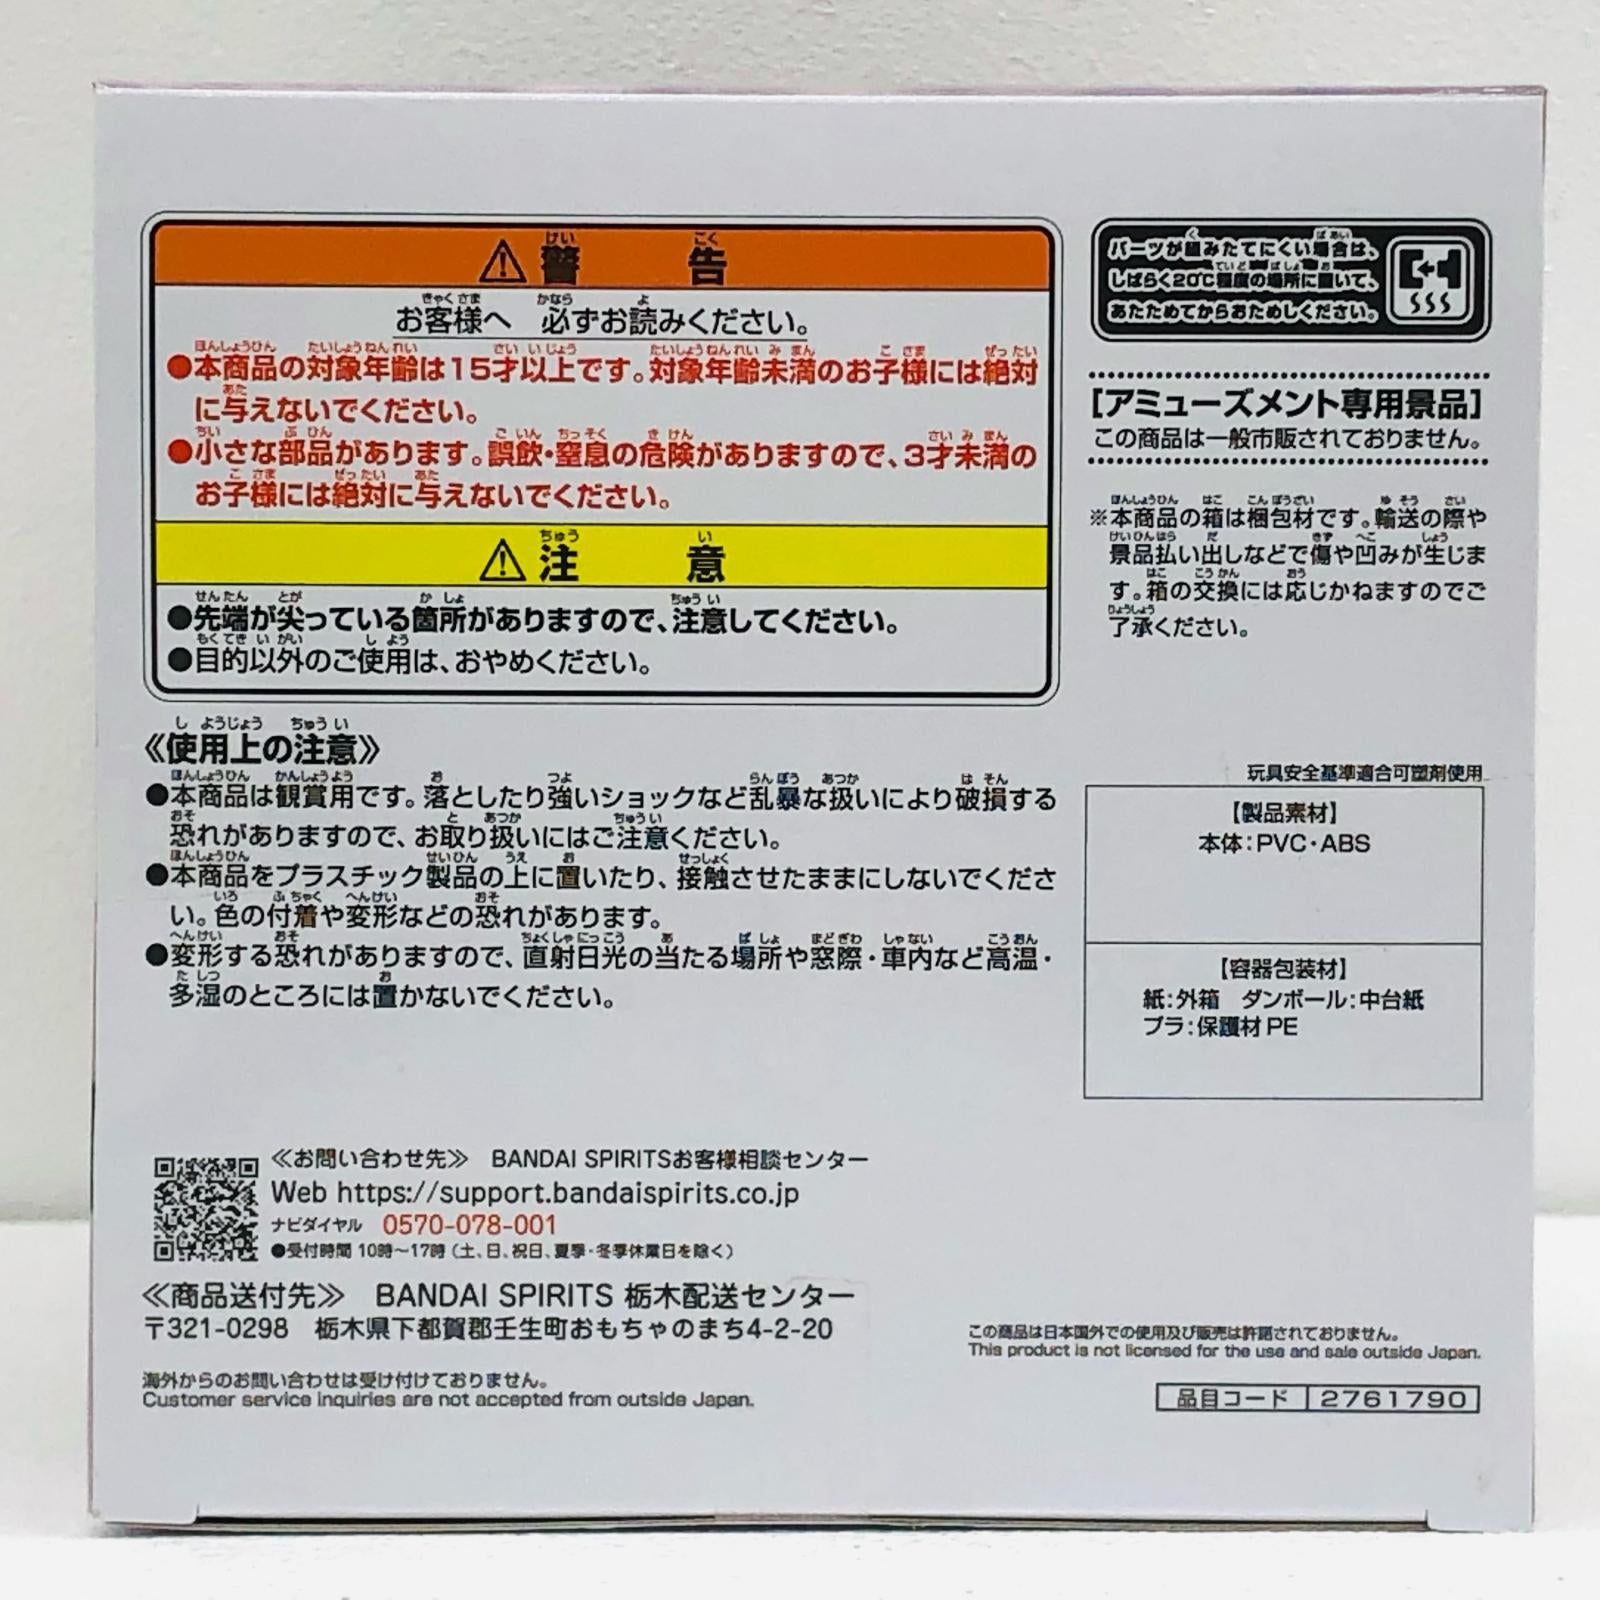 警告
お客様へ 必ずお読みください。
●本商品の対象年齢は15才以上です。対象年齢未満のお子様には絶対
に与えないでください。
●小さな部品があります。誤飲・窒息の危険がありますので、3才未満の
お子様には絶対に与えないでください。
注意
●先端が尖っている箇所がありますので、注意してください。
●目的以外のご使用は、おやめください。
パーツが組みたてにくい場合は、
しばらく20℃程度の場所に置いて、
あたためてからおためしください。
[アミューズメント専用景品]
この商品は一般市販されておりません。
※本商品の箱は梱包材です。輸送の際や
景品払い出しなどで傷や凹みが生じま
す。箱の交換には応じかねますのでご
了承ください。
《使用上の注意》
●本商品は観賞用です。落としたり強いショックなど乱暴な扱いにより破損する
恐れがありますので、お取り扱いにはご注意ください。
●本商品をプラスチック製品の上に置いたり、接触させたままにしないでくださ
い。色の付着や変形などの恐れがあります。
●変形する恐れがありますので、直射日光の当たる場所や窓際・車内など高温・
多湿のところには置かないでください。
玩具安全基準適合可塑剤使用
【製品素材】
本体:PVC・ABS
【容器包装材】
紙:外箱 ダンボール:中台紙
プラ:保護材PE
≪お問い合わせ先≫ BANDAI SPIRITSお客様相談センター
Web https://support.bandaispirits.co.jp
ナビダイヤル 0570-078-001
●受付時間 10時～17時(土、日、祝日、夏季・冬季休業日を除く)
≪商品送付先≫ BANDAI SPIRITS 栃木配送センター
〒321-0298 栃木県下都賀郡壬生町おもちゃのまち4-2-20
海外からのお問い合わせは受け付けておりません。
Customer service inquiries are not accepted from outside Japan.
この商品は日本国外での使用及び販売は許諾されておりません。
This product is not licensed for the use and sale outside Japan.
品目コード 2761790